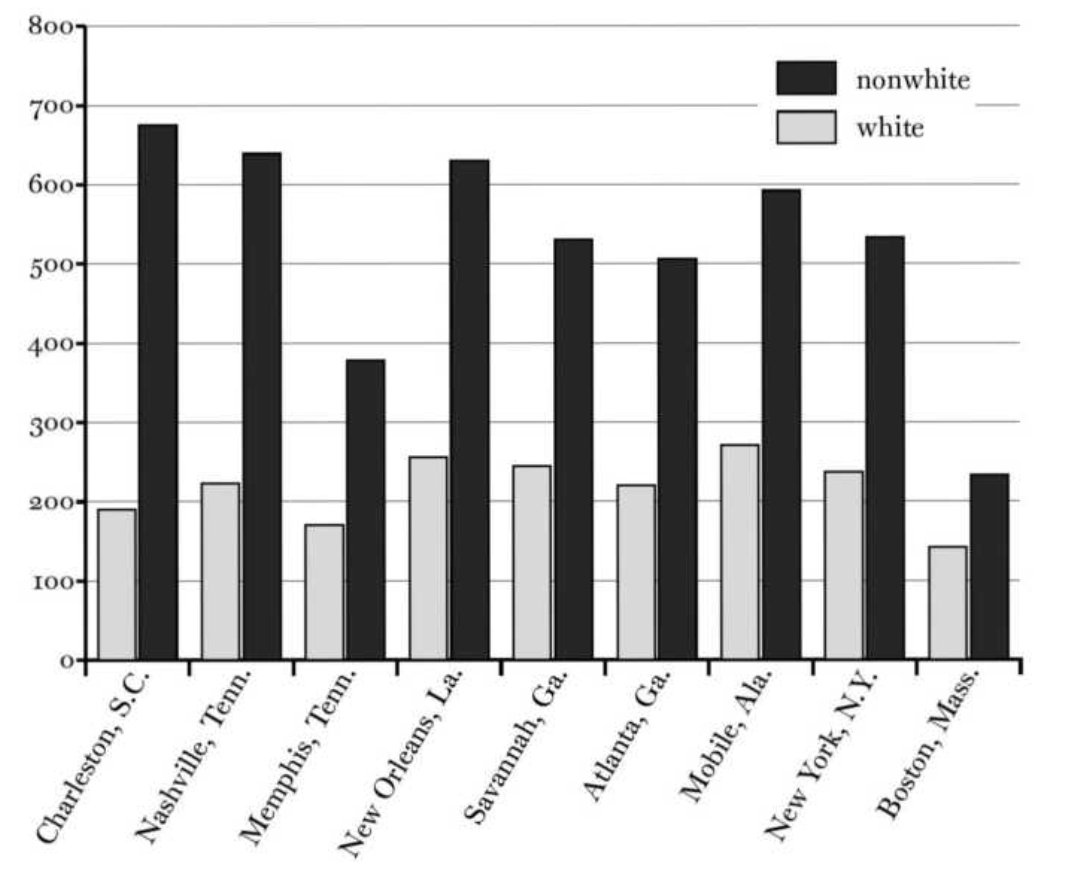 800
700
600
500
400
300
200
100
0
nonwhite
white
Charleston, S.C.
Nashville, Tenn.
Memphis, Tenn.
New Orleans, La.
Savannah, Ga.
Atlanta, Ga.
Mobile, Ala.
New York, N.Y.
Boston, Mass.